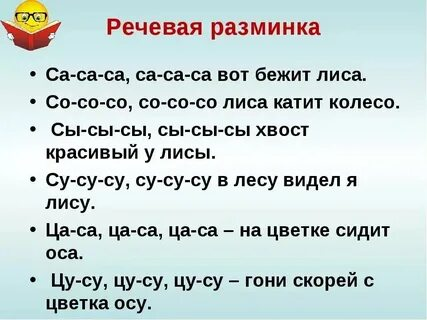 Речевая разминка
• Са-са-са, са-са-са вот бежит лиса.
• Со-со-со, со-со-со лиса катит колесо.
• Сы-сы-сы, сы-сы-сы хвост
красивый у лисы.
• Су-су-су, су-су-су в лесу видел я
лису.
• Ца-са, ца-са, ца-са – на цветке сидит
оса.
• Цу-су, цу-су, цу-су – гони скорей с
цветка осу.